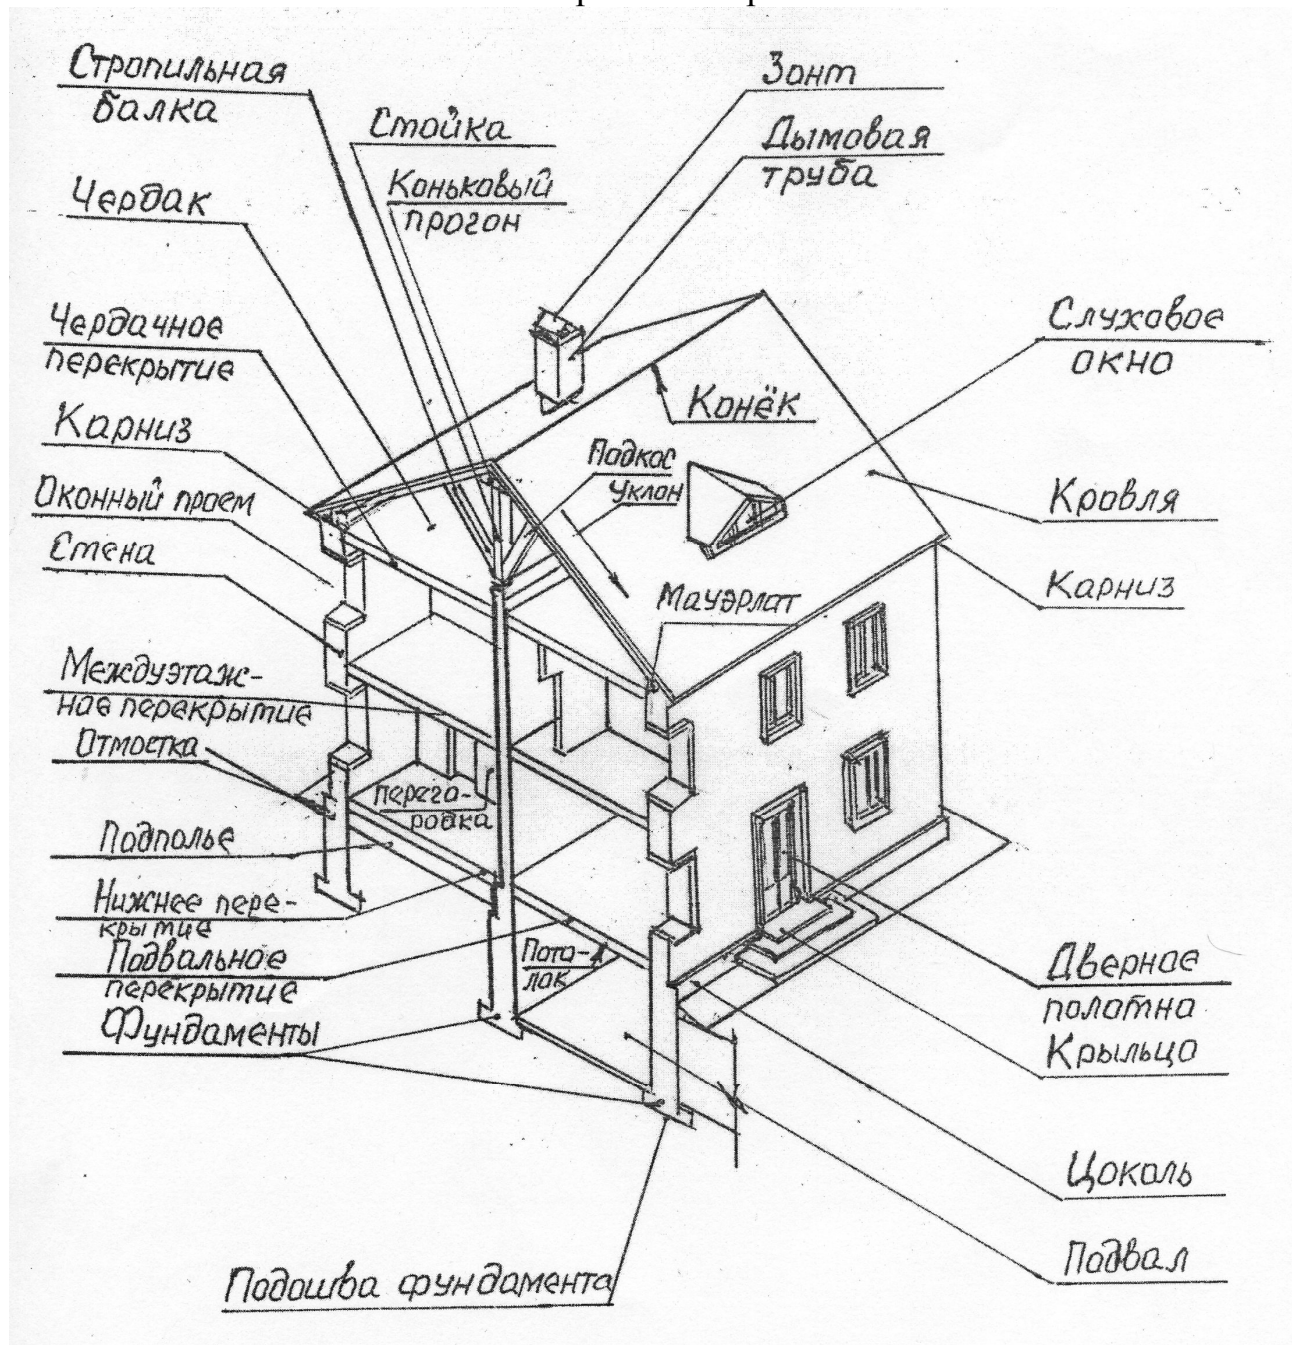 Стропильная
балка
Стойка
Коньковый
прогон
Зонт
Дымовая
труба
Чердак
Чердачное
перекрытие
Карниз
Оконный проем
Стена
Междуэтаж-
ное перекрытие
Отмостка
Подполье
Нижнее пере-
крытие
Подвальное
перекрытие
Фундаменты
Подошва фундамента
Конёк
Подкос
Уклон
Мауэрлат
перего-
родка
Пото-
лок
Слуховое
окно
Кровля
Карниз
Дверное
полотно
Крыльцо
Цоколь
Подвал